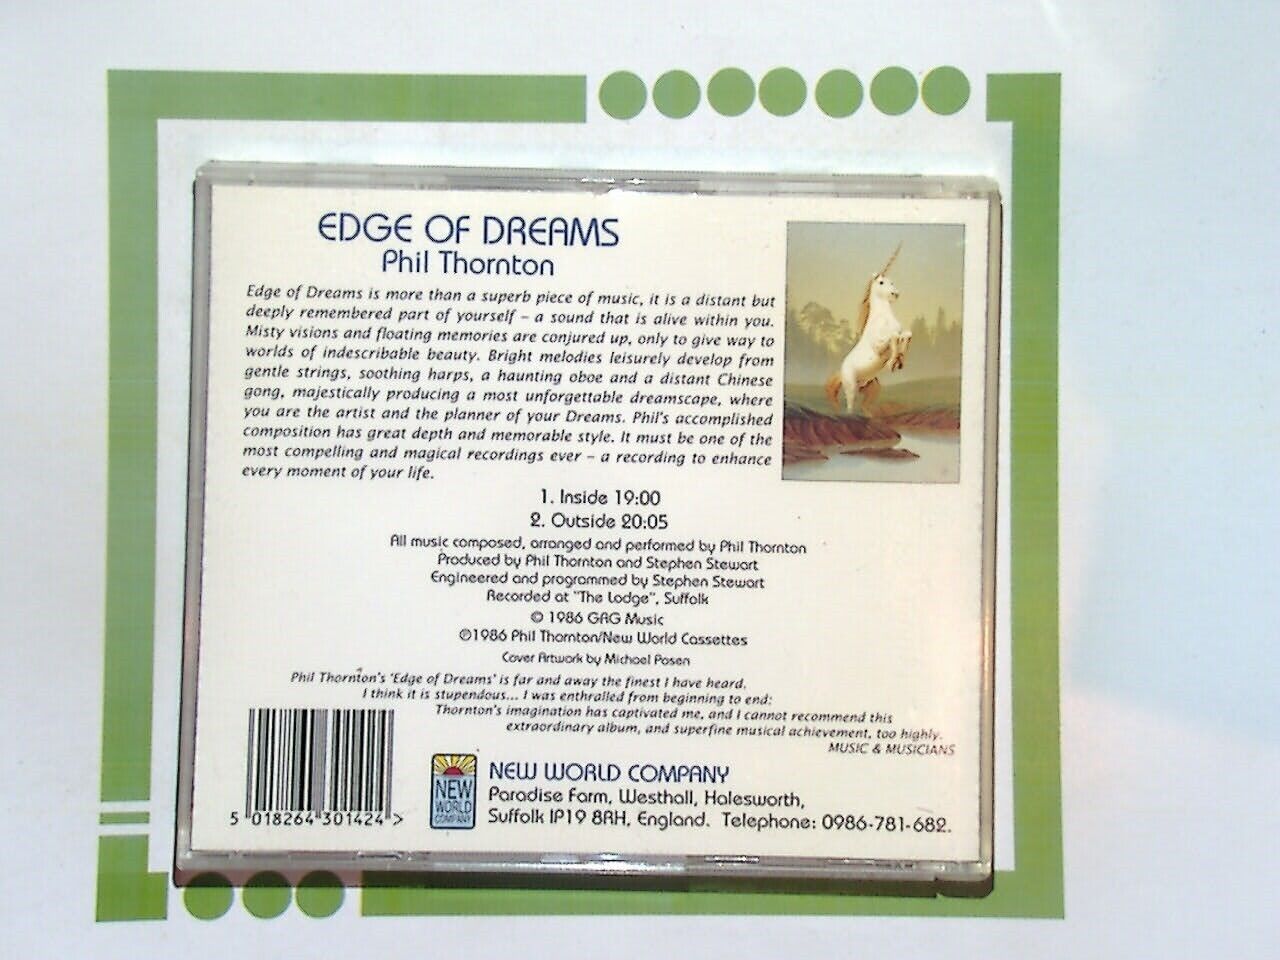 EDGE OF DREAMS
Phil Thornton
Edge of Dreams is more than a superb piece of music, it is a distant but
deeply remembered part of yourself – a sound that is alive within you.
Misty visions and floating memories are conjured up, only to give way to
worlds of indescribable beauty. Bright melodies leisurely develop from
gentle strings, soothing harps, a haunting oboe and a distant Chinese
gong, majestically producing a most unforgettable dreamscape, where
you are the artist and the planner of your Dreams. Phil's accomplished
composition has great depth and memorable style. It must be one of the
most compelling and magical recordings ever – a recording to enhance
every moment of your life.
1. Inside 19:00
2. Outside 20:05
All music composed, arranged and performed by Phil Thornton
Produced by Phil Thornton and Stephen Stewart
Engineered and programmed by Stephen Stewart
Recorded at "The Lodge", Suffolk
© 1986 GAG Music
℗1986 Phil Thornton/New World Cassettes
Cover Artwork by Michael Posen
Phil Thornton's 'Edge of Dreams' is far and away the finest I have heard.
I think it is stupendous... I was enthralled from beginning to end:
Thornton's imagination has captivated me, and I cannot recommend this
extraordinary album, and superfine musical achievement, too highly.
MUSIC & MUSICIANS
5 018264 301424 >
NEW
WORLD
COMPANY
NEW WORLD COMPANY
Paradise Farm, Westhall, Halesworth,
Suffolk IP19 8RH, England. Telephone: 0986-781-682.